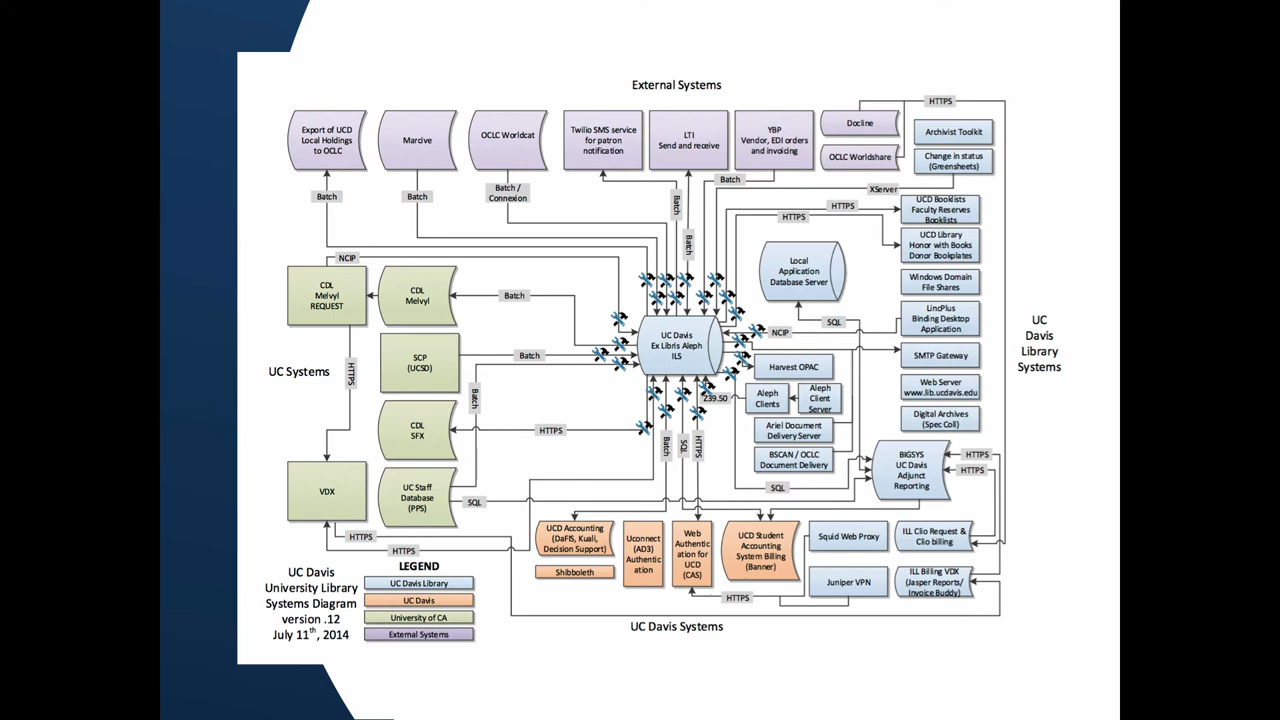 External Systems
Export of UCD
Local Holdings
to OCLC
Marcive
OCLC Worldcat
Twilio SMS service
for patron
notification
LTI
Send and receive
YBP
Vendor, EDI orders
and invoicing
Docline
OCLC Worldshare
HTTPS
Archivist Toolkit
Change in status
(Greensheets)
Batch
Batch
Batch /
Connexion
Batch
Batch
Batch
XServer
HTTPS
HTTPS
UCD Booklists
Faculty Reserves
Booklists
UCD Library
Honor with Books
Donor Bookplates
Windows Domain
File Shares
LincPlus
Binding Desktop
Application
SMTP Gateway
Web Server
www.lib.ucdavis.edu
Digital Archives
(Spec Coll)
UC
Davis
Library
Systems
NCIP
CDL
Melvyl
REQUEST
CDL
Melvyl
Batch
Local
Application
Database Server
SQL
NCIP
UC Davis
Ex Libris Aleph
ILS
UC Systems
SCP
(UCSD)
Batch
HTTPS
Batch
Harvest OPAC
Z39.50
Aleph
Clients
Aleph
Client
Server
Ariel Document
Delivery Server
BSCAN / OCLC
Document Delivery
CDL
SFX
HTTPS
Batch
SQL
HTTPS
BIGSYS
UC Davis
Adjunct
Reporting
HTTPS
HTTPS
SQL
VDX
UC Staff
Database
(PPS)
SQL
HTTPS
HTTPS
UCD Accounting
(DaFIS, Kuali,
Decision Support)
Shibboleth
Uconnect
(AD3)
Authentic
ation
Web
Authentic
ation for
UCD
(CAS)
UCD Student
Accounting
System Billing
(Banner)
Squid Web Proxy
Juniper VPN
ILL Clio Request &
Clio billing
ILL Billing VDX
(Jasper Reports/
Invoice Buddy)
HTTPS
UC Davis Systems
UC Davis
University Library
Systems Diagram
version .12
July 11th, 2014
LEGEND
UC Davis Library
UC Davis
University of CA
External Systems